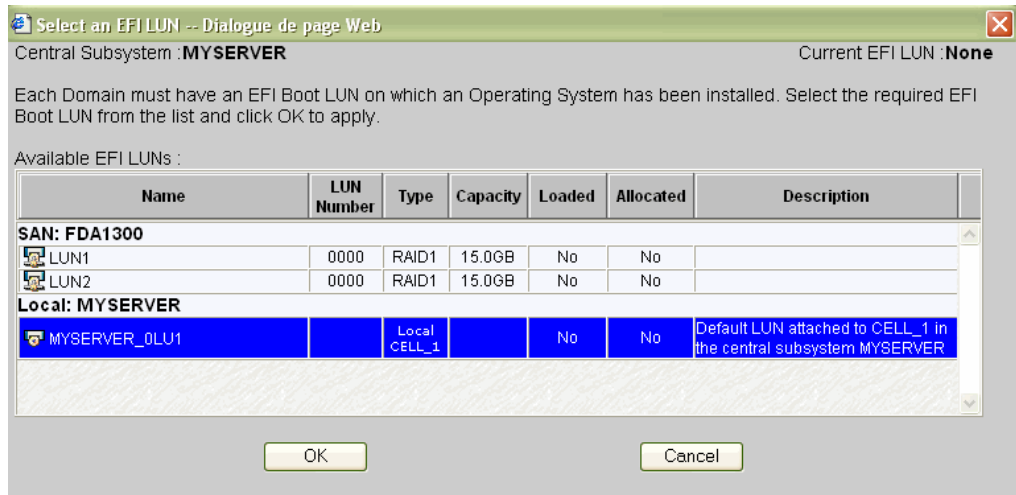 Select an EFI LUN -- Dialogue de page Web
Central Subsystem :MYSERVER Current EFI LUN :None
Each Domain must have an EFI Boot LUN on which an Operating System has been installed. Select the required EFI
Boot LUN from the list and click OK to apply.
Available EFI LUNs :
Name LUN Number Type Capacity Loaded Allocated Description
SAN: FDA1300
LUN1 0000 RAID1 15.0GB No No
LUN2 0000 RAID1 15.0GB No No
Local: MYSERVER
MYSERVER_0LU1 Local CELL_1 No No Default LUN attached to CELL_1 in the central subsystem MYSERVER
OK Cancel